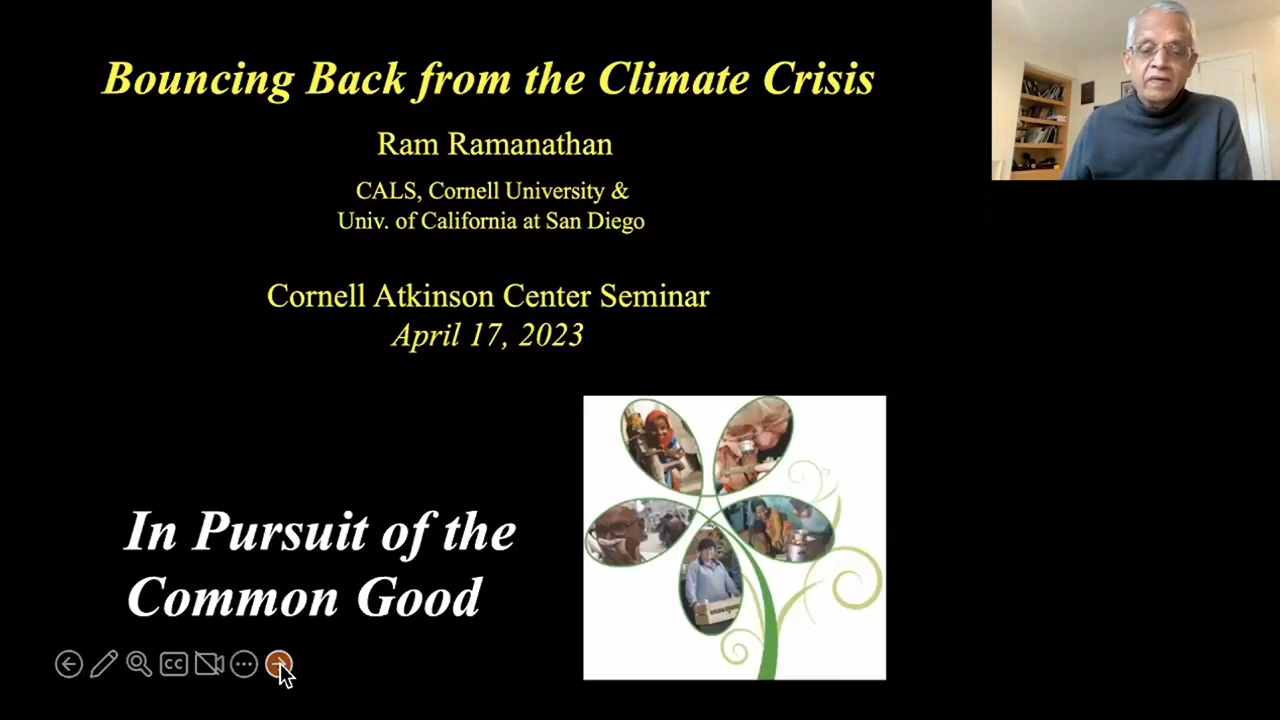 Bouncing Back from the Climate Crisis
Ram Ramanathan
CALS, Cornell University &
Univ. of California at San Diego
Cornell Atkinson Center Seminar
April 17, 2023
In Pursuit of the
Common Good
CC